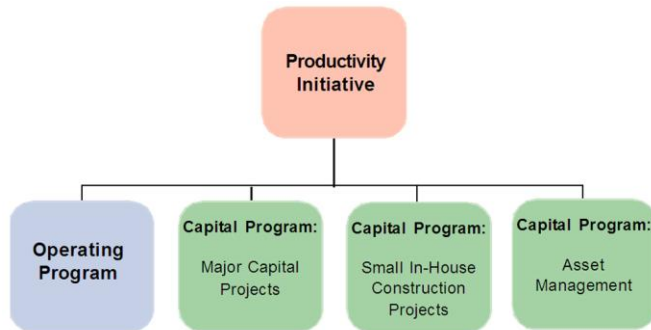 Productivity
Initiative
Operating
Program
Capital Program:
Major Capital
Projects
Capital Program:
Small In-House
Construction
Projects
Capital Program:
Asset
Management